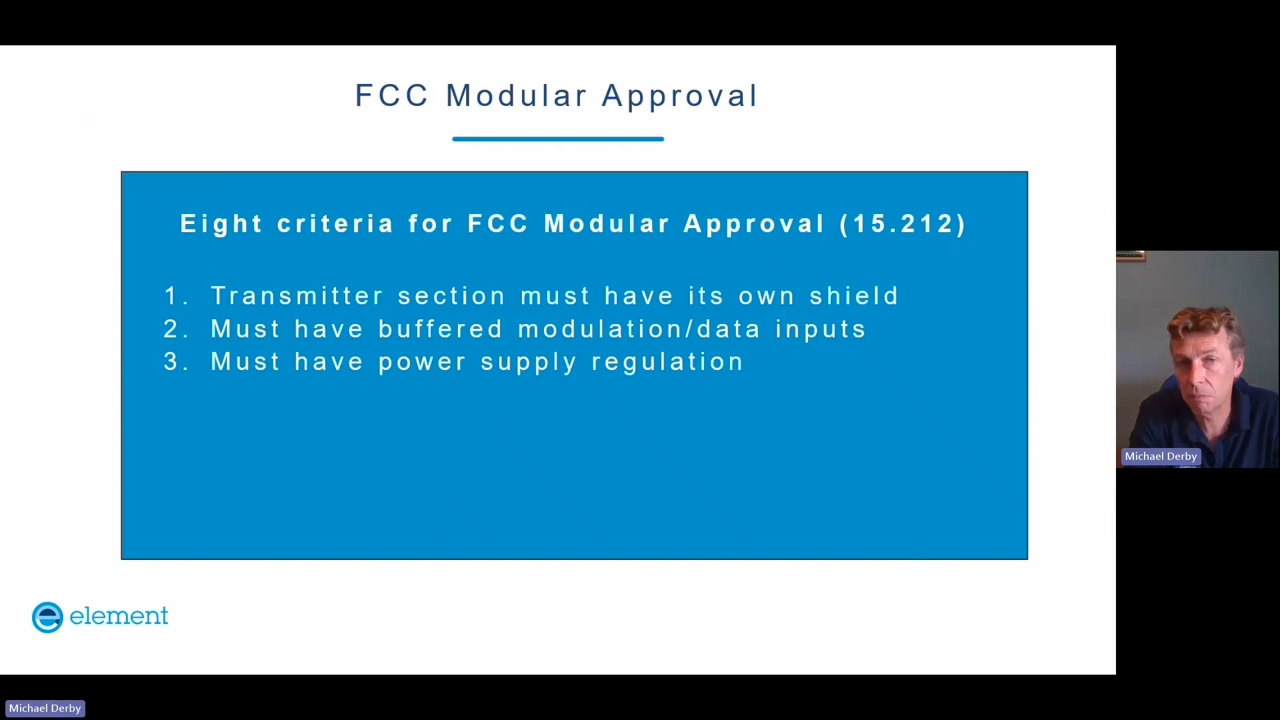 FCC Modular Approval
Eight criteria for FCC Modular Approval (15.212)
1. Transmitter section must have its own shield
2. Must have buffered modulation/data inputs
3. Must have power supply regulation
element
Michael Derby
Michael Derby